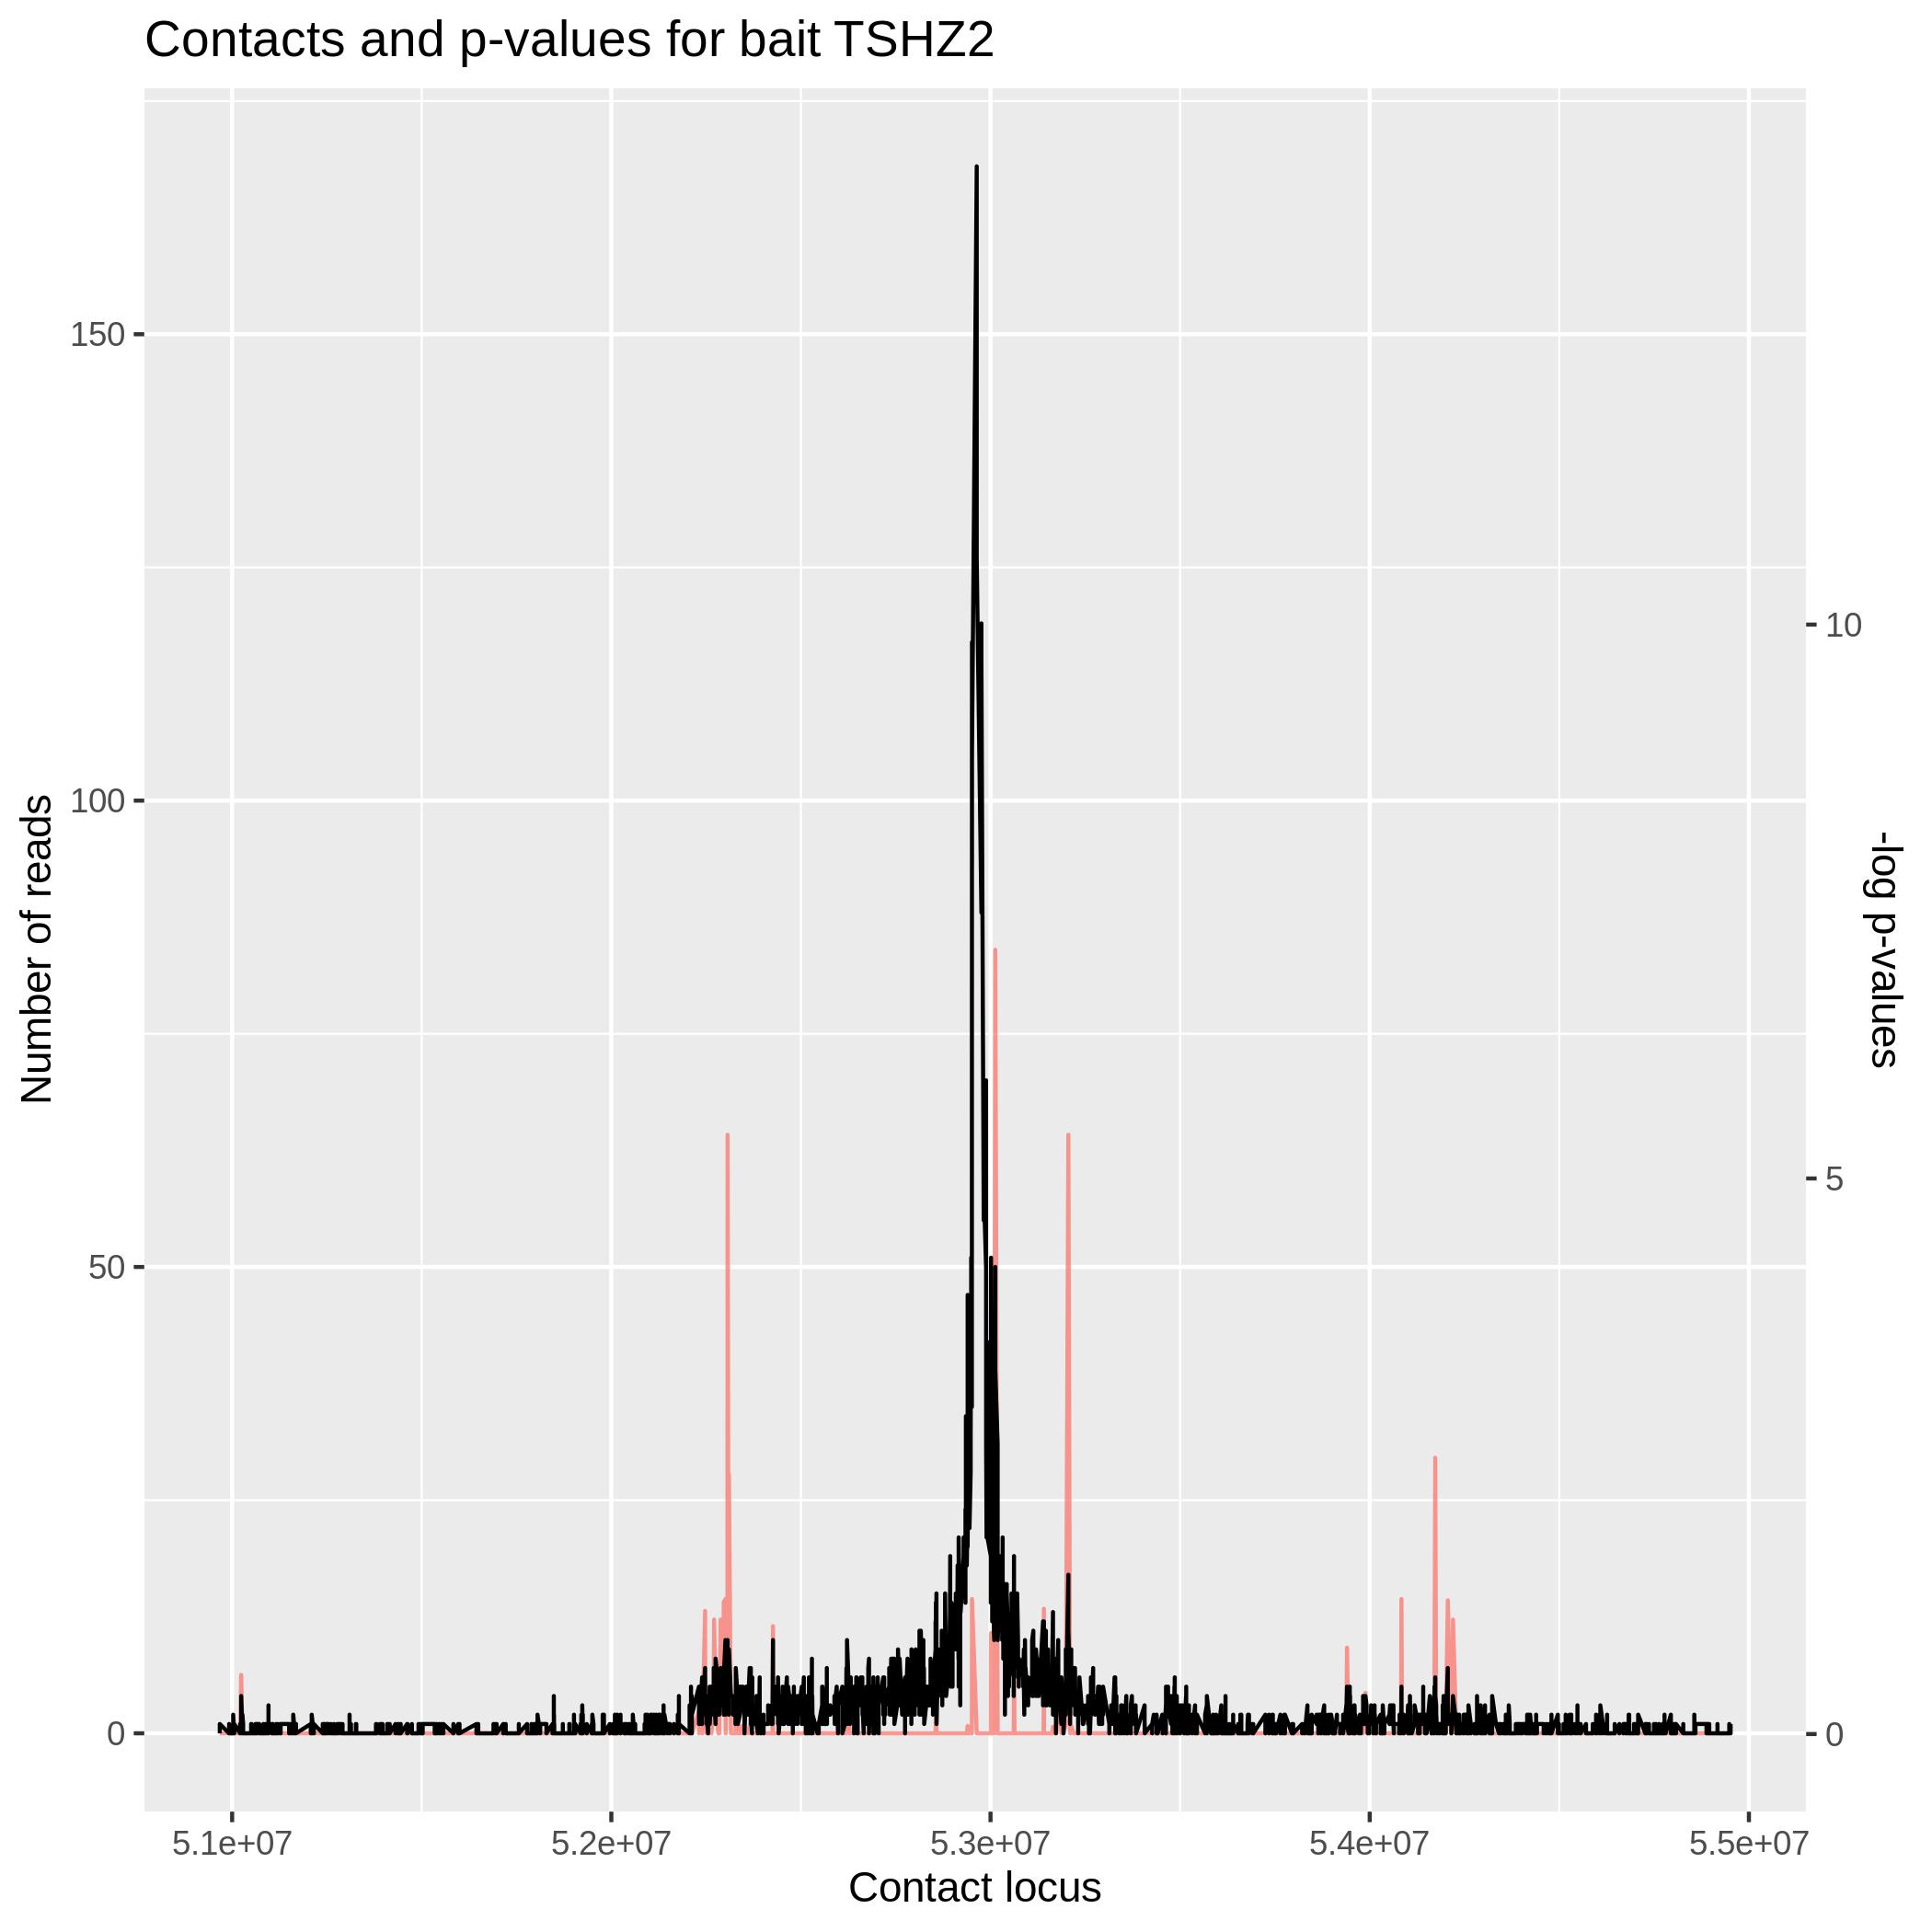 Contacts and p-values for bait TSHZ2
150
100
50
0
10
5
0
Number of reads
-log p-values
5.1e+07
5.2e+07
5.3e+07
5.4e+07
5.5e+07
Contact locus